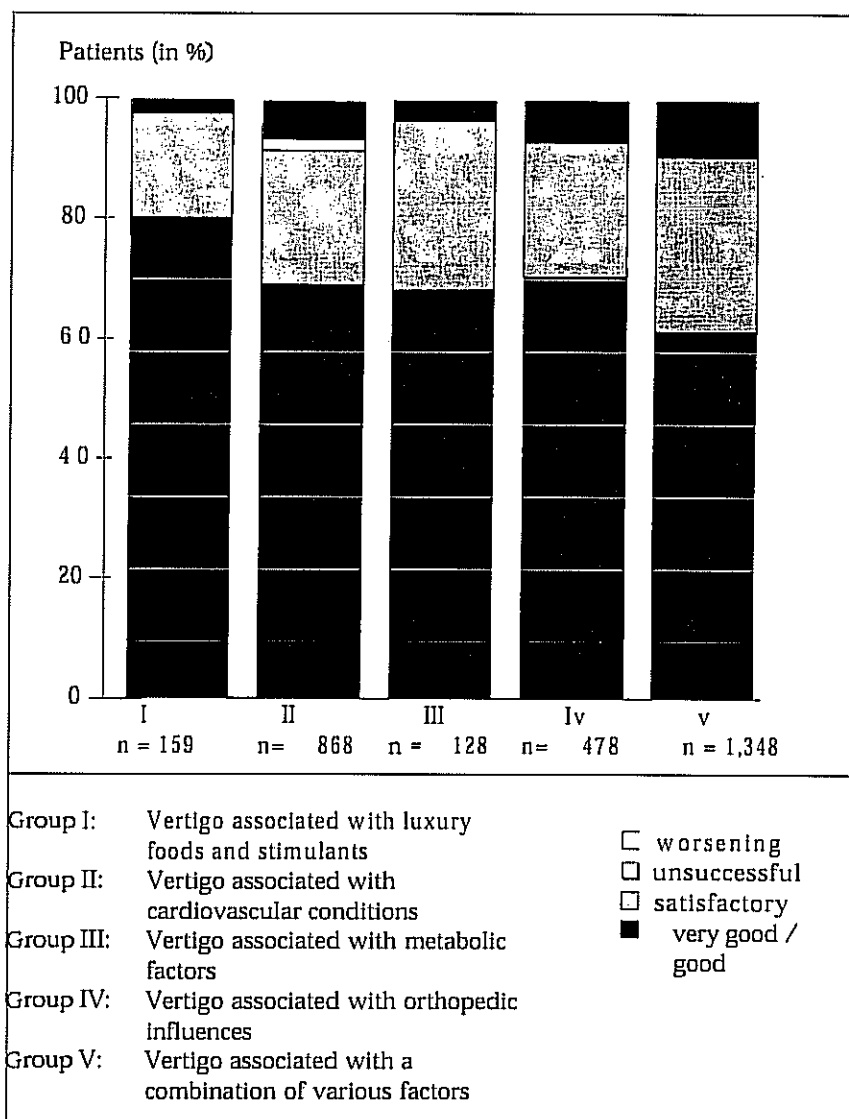 Patients (in %)
100
80
60
40
20
0
I II III Iv v
n = 159 n= 868 n = 128 n= 478 n = 1,348
Group I: Vertigo associated with luxury
foods and stimulants
Group II: Vertigo associated with
cardiovascular conditions
Group III: Vertigo associated with metabolic
factors
Group IV: Vertigo associated with orthopedic
influences
Group V: Vertigo associated with a
combination of various factors
worsening
unsuccessful
satisfactory
very good /
good